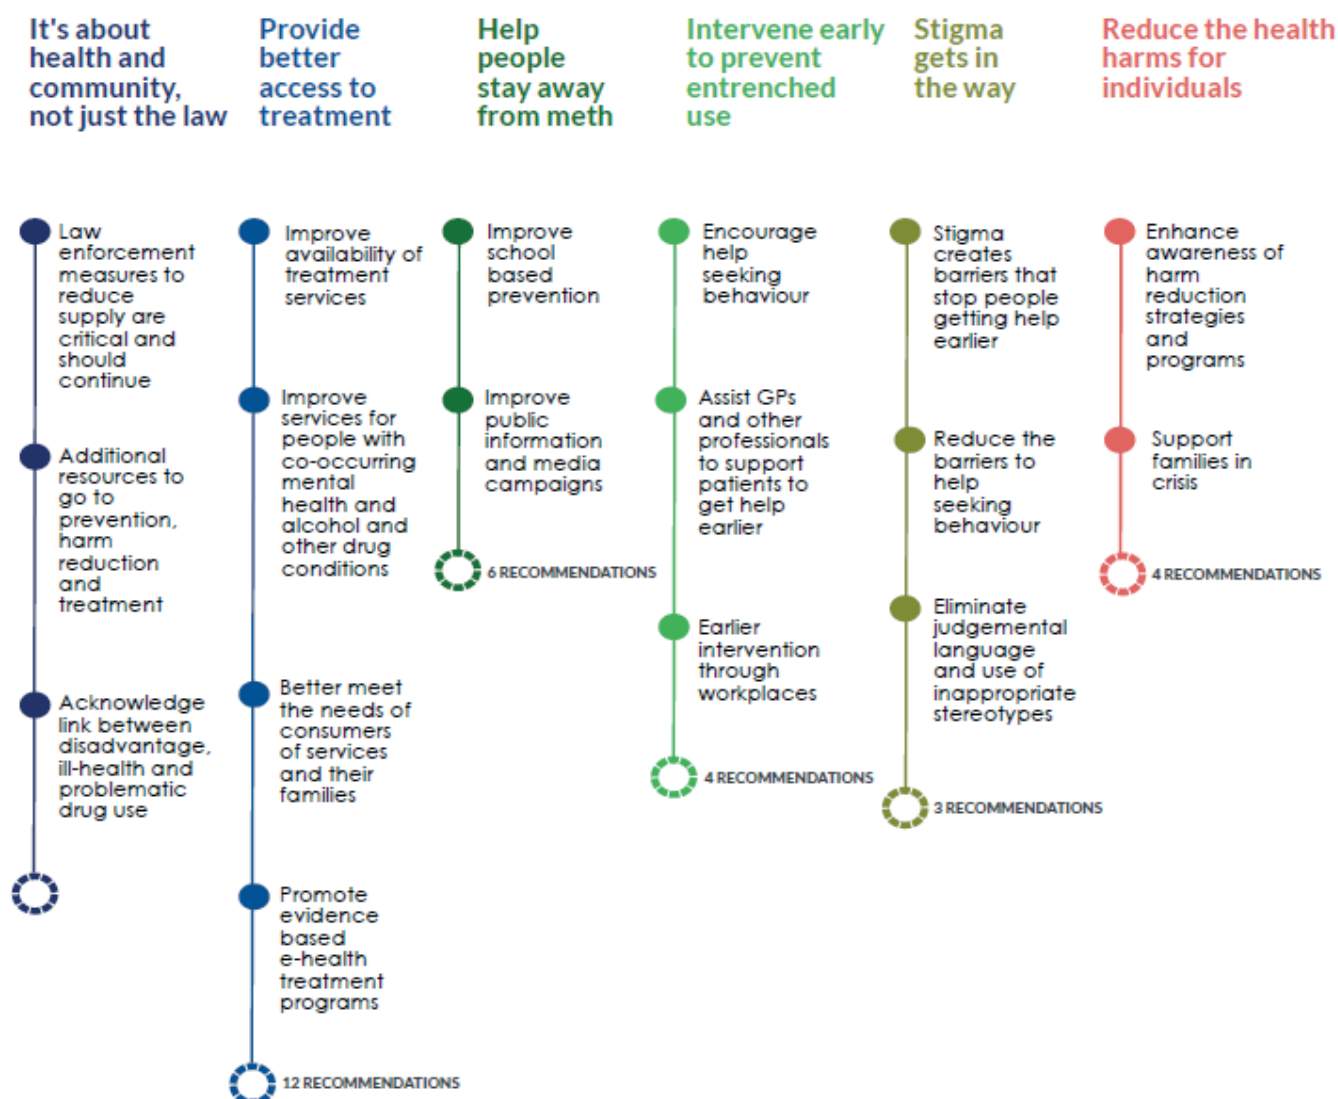 It's about
health and
community,
not just the law
Provide
better
access to
treatment
Help
people
stay away
from meth
Intervene early
to prevent
entrenched
use
Stigma
gets in
the way
Reduce the health
harms for
individuals
Law
enforcement
measures to
reduce
supply are
critical and
should
continue
Additional
resources to
go to
prevention,
harm
reduction
and
treatment
Acknowledge
link between
disadvantage,
ill-health and
problematic
drug use
Improve
availability of
treatment
services
Improve
services for
people with
co-occurring
mental
health and
alcohol and
other drug
conditions
Better meet
the needs of
consumers
of services
and their
families
Promote
evidence
based
e-health
treatment
programs
12 RECOMMENDATIONS
Improve
school
based
prevention
Improve
public
information
and media
campaigns
6 RECOMMENDATIONS
Encourage
help
seeking
behaviour
Assist GPs
and other
professionals
to support
patients to
get help
earlier
Earlier
intervention
through
workplaces
4 RECOMMENDATIONS
Stigma
creates
barriers that
stop people
getting help
earlier
Reduce the
barriers to
help
seeking
behaviour
Eliminate
judgemental
language
and use of
inappropriate
stereotypes
3 RECOMMENDATIONS
Enhance
awareness of
harm
reduction
strategies
and
programs
Support
families in
crisis
4 RECOMMENDATIONS